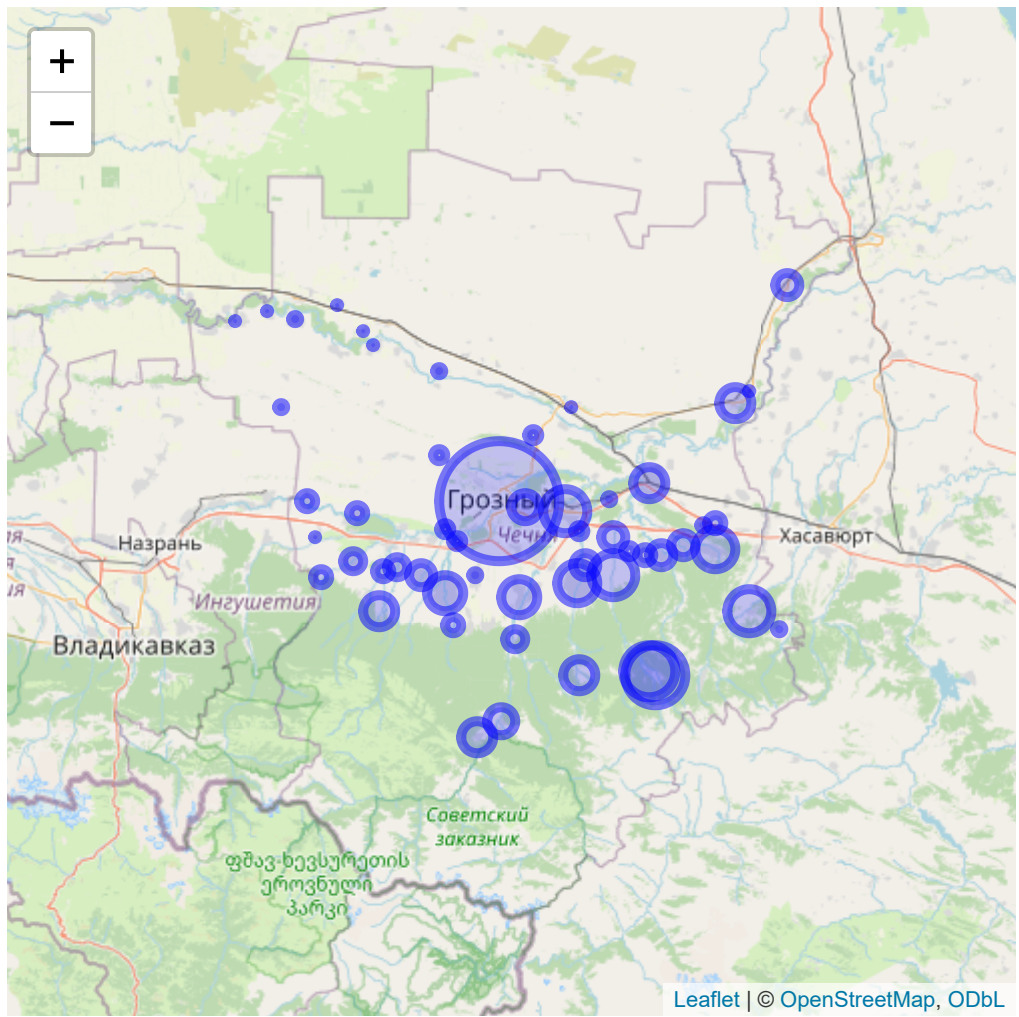 +
−
Грозный
Чечня
Назрань
Хасавюрт
Ингушетия
Владикавказ
Советский
заказник
ფშავ-ხევსურეთის
ეროვნული
პარკი
Leaflet | © OpenStreetMap, ODbL